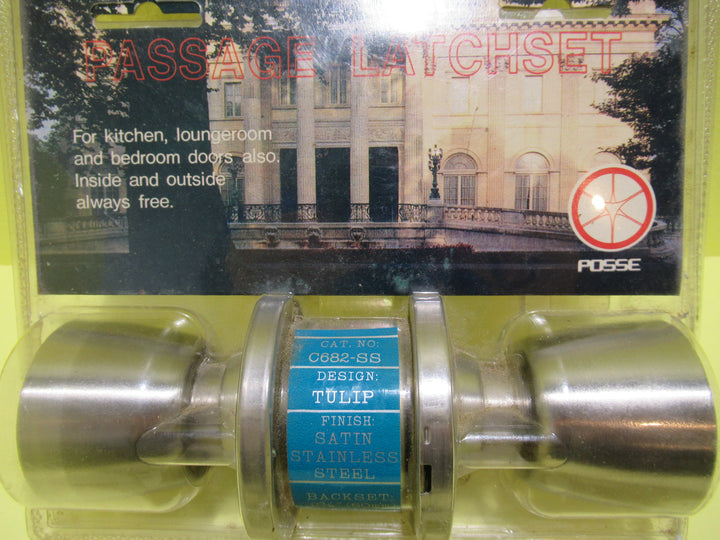 PASSAGE LATCHSET
For kitchen, loungeroom
and bedroom doors also.
Inside and outside
always free.
POSSE
CAT. NO:
C682-SS
DESIGN:
TULIP
FINISH:
SATIN
STAINLESS
STEEL
BACKSET: